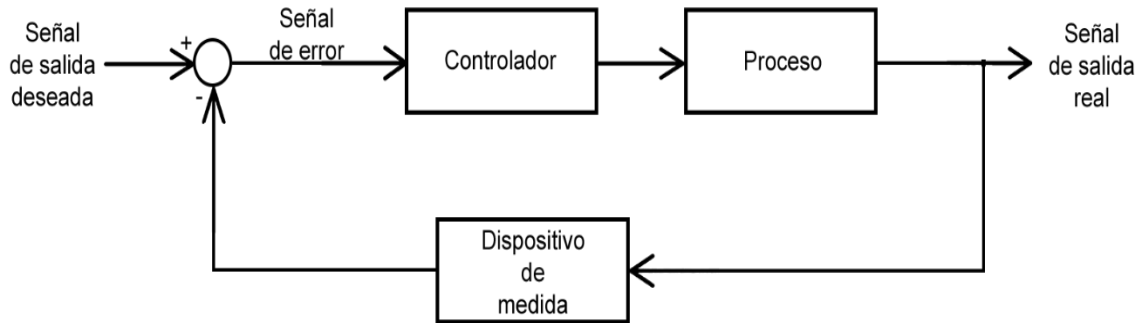 Señal
de salida
deseada
+
-
Señal
de error
Controlador
Proceso
Señal
de salida
real
Dispositivo
de
medida